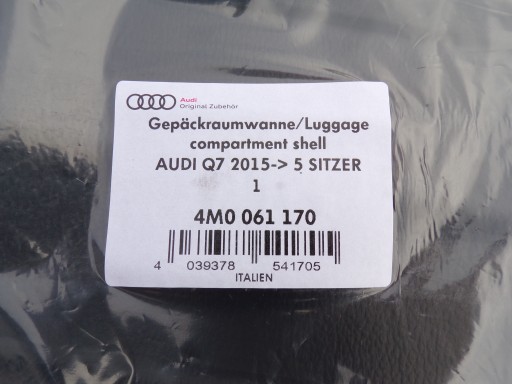 Audi
Original Zubehör
Gepäckraumwanne/Luggage
compartment shell
AUDI Q7 2015-> 5 SITZER
1
4M0 061 170
4 039378 541705
ITALIEN